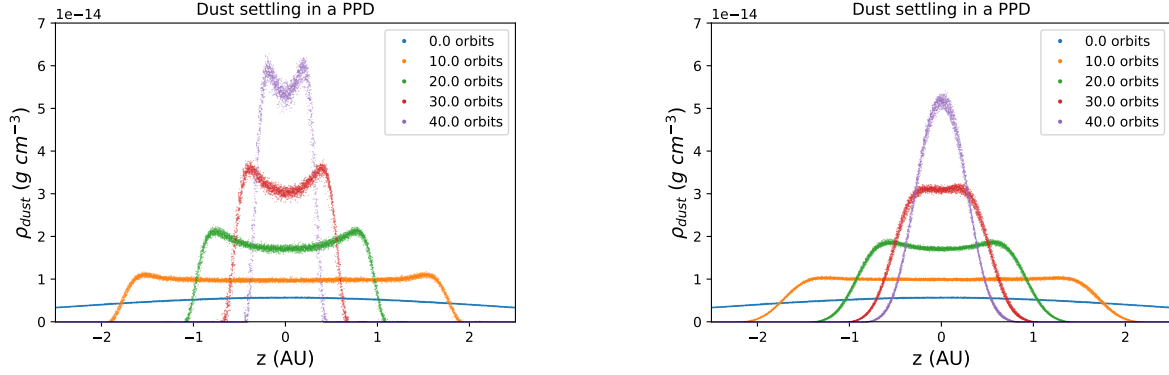 Dust settling in a PPD
1e−14
7
6
5
4
3
2
1
0
ρdust (g cm⁻³)
0.0 orbits
10.0 orbits
20.0 orbits
30.0 orbits
40.0 orbits
−2 −1 0 1 2
z (AU)
Dust settling in a PPD
1e−14
7
6
5
4
3
2
1
0
ρdust (g cm⁻³)
0.0 orbits
10.0 orbits
20.0 orbits
30.0 orbits
40.0 orbits
−2 −1 0 1 2
z (AU)